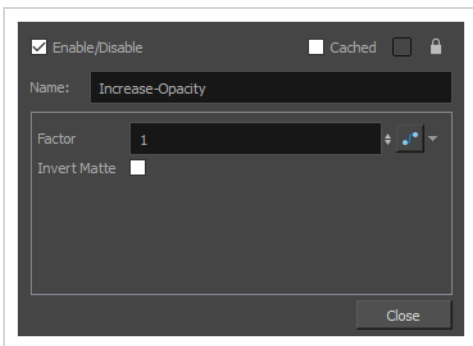 Enable/Disable Cached
Name: Increase-Opacity
Factor 1
Invert Matte
Close